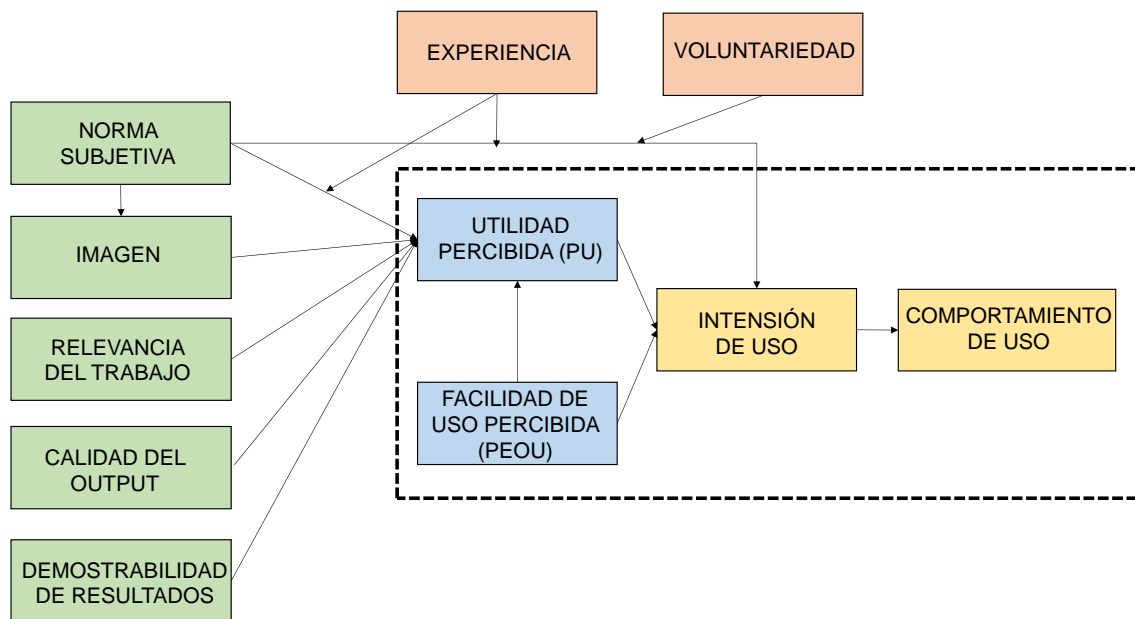 EXPERIENCIA
VOLUNTARIEDAD
NORMA
SUBJETIVA
IMAGEN
RELEVANCIA
DEL TRABAJO
CALIDAD DEL
OUTPUT
DEMOSTRABILIDAD
DE RESULTADOS
UTILIDAD
PERCIBIDA (PU)
FACILIDAD DE
USO PERCIBIDA
(PEOU)
INTENSIÓN
DE USO
COMPORTAMIENTO
DE USO